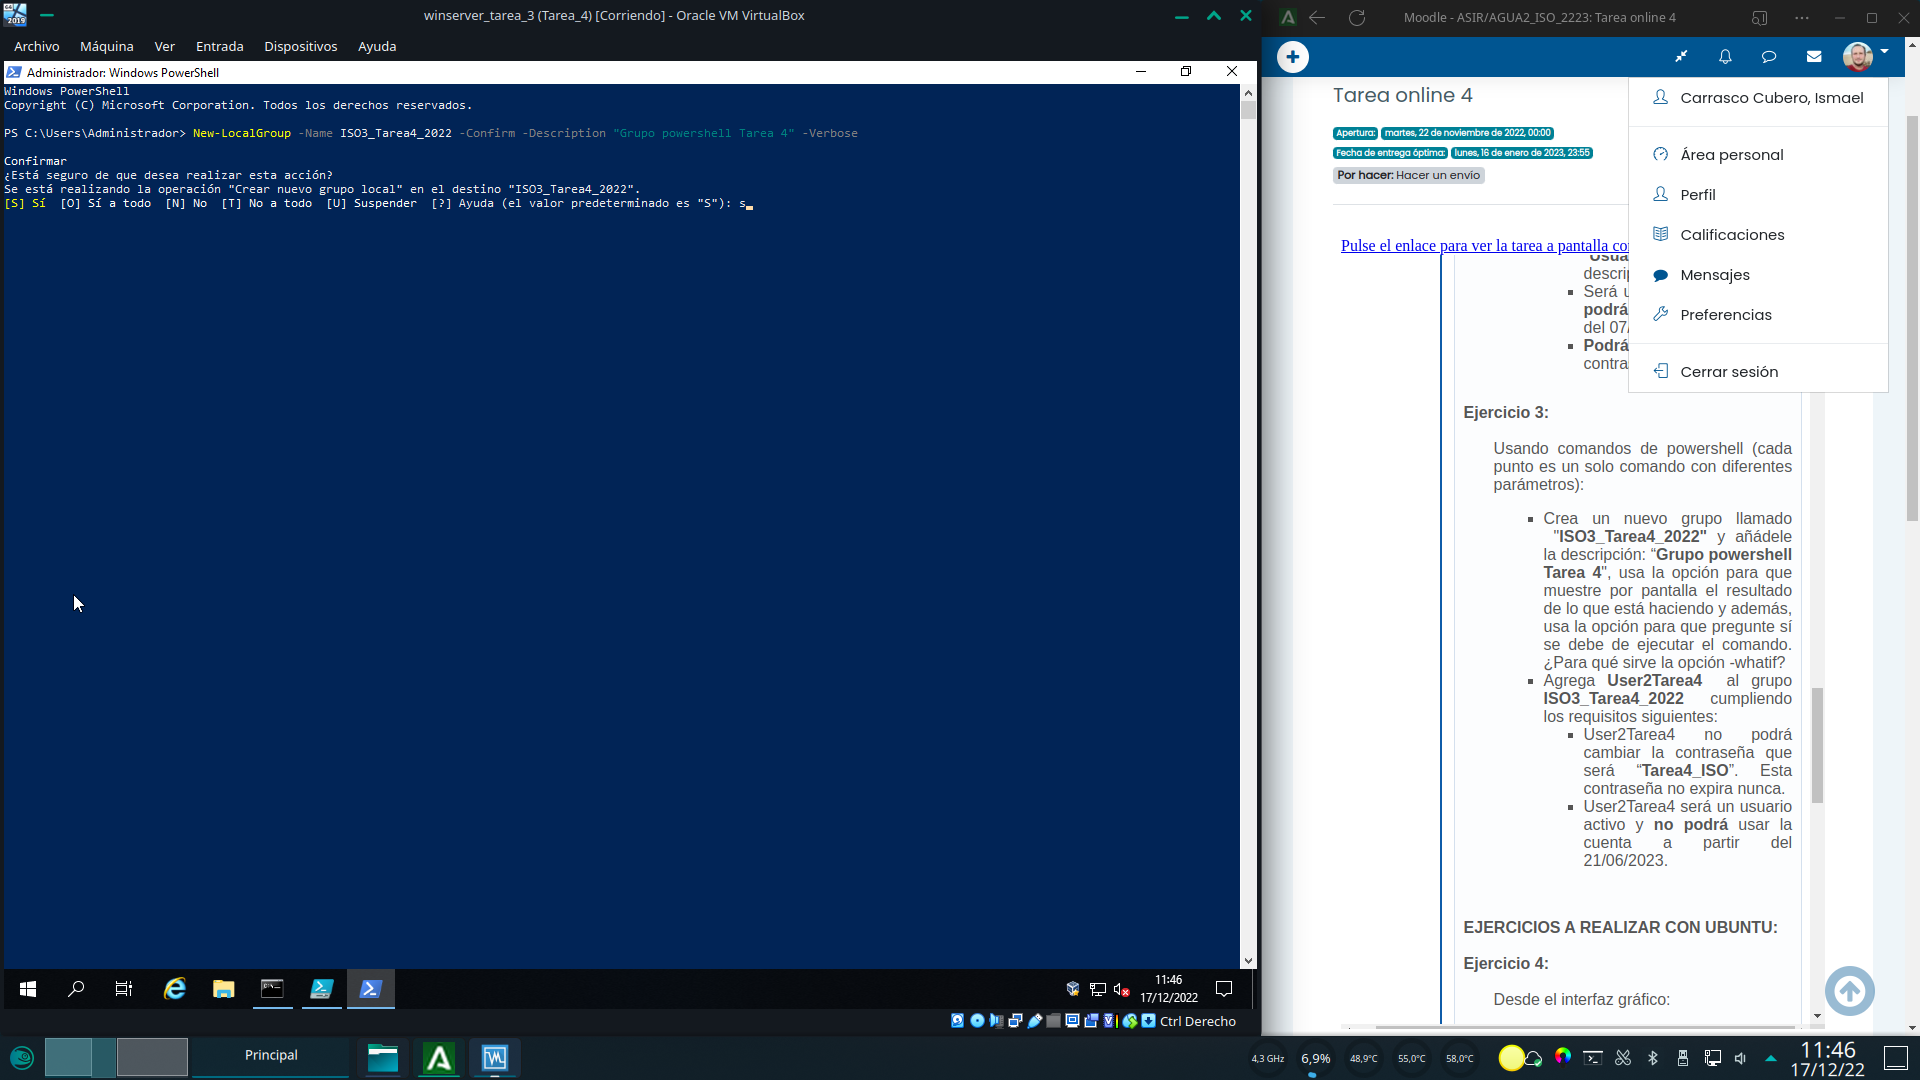 winserver_tarea_3 (Tarea_4) [Corriendo] - Oracle VM VirtualBox
Archivo Máquina Ver Entrada Dispositivos Ayuda
Administrador: Windows PowerShell
Windows PowerShell
Copyright (C) Microsoft Corporation. Todos los derechos reservados.
PS C:\Users\Administrador> New-LocalGroup -Name ISO3_Tarea4_2022 -Confirm -Description "Grupo powershell Tarea 4" -Verbose
Confirmar
¿Está seguro de que desea realizar esta acción?
Se está realizando la operación "Crear nuevo grupo local" en el destino "ISO3_Tarea4_2022".
[S] Sí [O] Sí a todo [N] No [T] No a todo [U] Suspender [?] Ayuda (el valor predeterminado es "S"): s
11:46
17/12/2022
Ctrl Derecho
Moodle - ASIR/AGUA2_ISO_2223: Tarea online 4
Tarea online 4
Apertura: martes, 22 de noviembre de 2022, 00:00
Fecha de entrega óptima: lunes, 16 de enero de 2023, 23:55
Por hacer: Hacer un envío
Carrasco Cubero, Ismael
Área personal
Perfil
Calificaciones
Mensajes
Preferencias
Cerrar sesión
Pulse el enlace para ver la tarea a pantalla co
descrip
Será u
podrá
del 07/
Podrá
contra
Ejercicio 3:
Usando comandos de powershell (cada
punto es un solo comando con diferentes
parámetros):
Crea un nuevo grupo llamado
"ISO3_Tarea4_2022" y añádele
la descripción: “Grupo powershell
Tarea 4", usa la opción para que
muestre por pantalla el resultado
de lo que está haciendo y además,
usa la opción para que pregunte sí
se debe de ejecutar el comando.
¿Para qué sirve la opción -whatif?
Agrega User2Tarea4 al grupo
ISO3_Tarea4_2022 cumpliendo
los requisitos siguientes:
User2Tarea4 no podrá
cambiar la contraseña que
será “Tarea4_ISO”. Esta
contraseña no expira nunca.
User2Tarea4 será un usuario
activo y no podrá usar la
cuenta a partir del
21/06/2023.
EJERCICIOS A REALIZAR CON UBUNTU:
Ejercicio 4:
Desde el interfaz gráfico:
Principal
4,3 GHz 6,9% 48,9°C 55,0°C 58,0°C
11:46
17/12/22